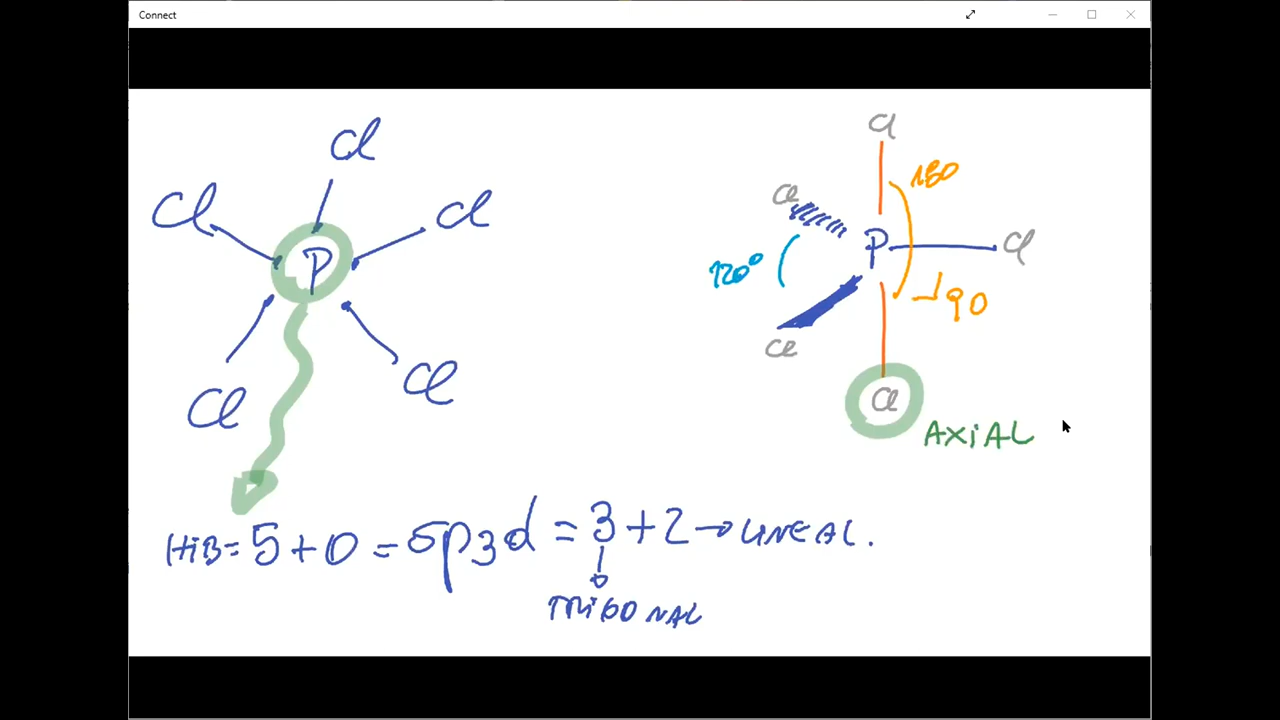 Connect
Cl
Cl
Cl
P
Cl
Cl
Cl
180
Cl
P
Cl
120°
90
Cl
Cl
AXiAL
HiB= 5+0 = sp3d = 3+2 → LINEAL.
TRIGONAL